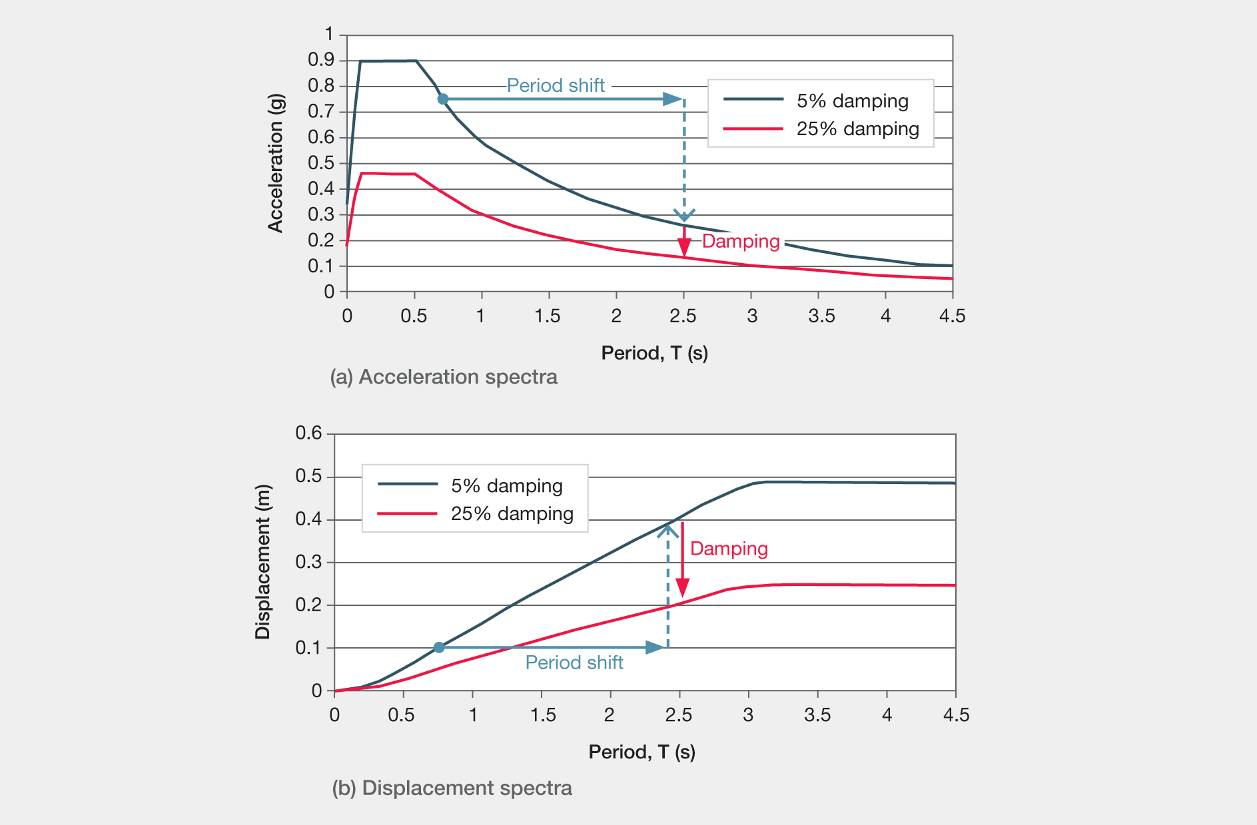 1
0.9
0.8
0.7
0.6
0.5
0.4
0.3
0.2
0.1
0
Acceleration (g)
Period shift
5% damping
25% damping
Damping
0 0.5 1 1.5 2 2.5 3 3.5 4 4.5
Period, T (s)
(a) Acceleration spectra
0.6
0.5
0.4
0.3
0.2
0.1
0
Displacement (m)
5% damping
25% damping
Damping
Period shift
0 0.5 1 1.5 2 2.5 3 3.5 4 4.5
Period, T (s)
(b) Displacement spectra